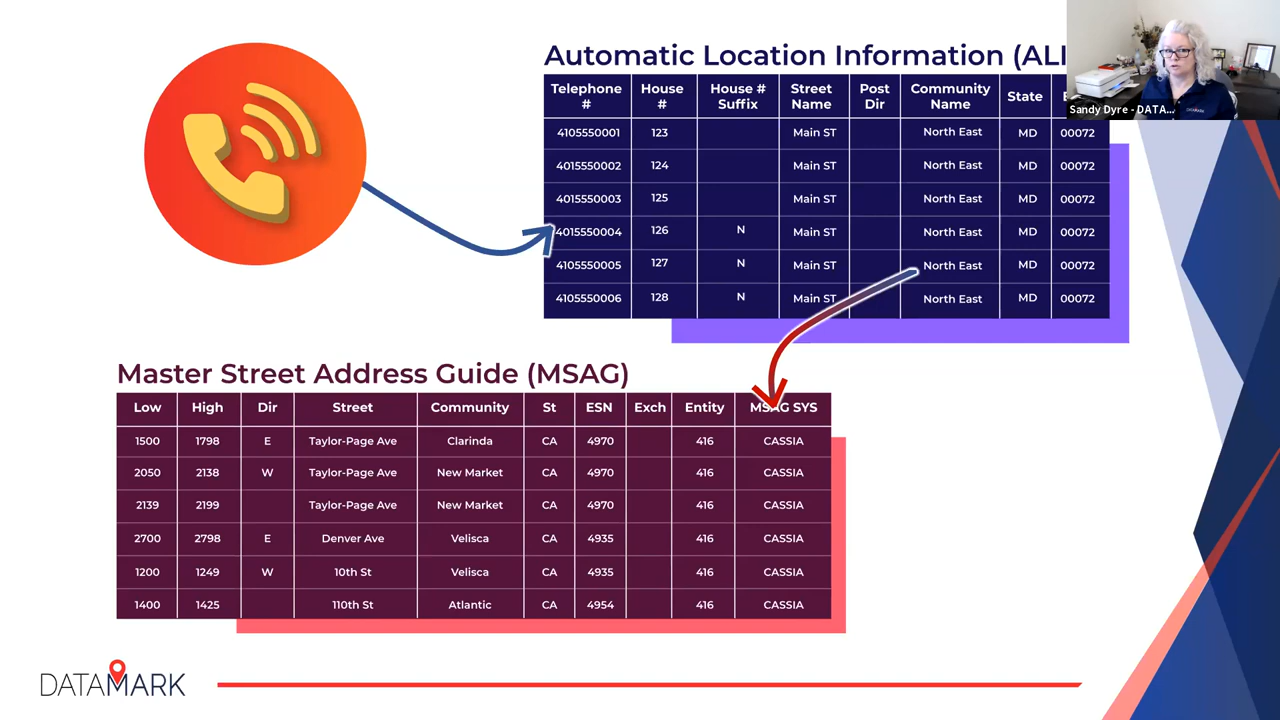 Automatic Location Information (ALI
Telephone # House # House # Suffix Street Name Post Dir Community Name State
4105550001 123 Main ST North East MD 00072
4015550002 124 Main ST North East MD 00072
4015550003 125 Main ST North East MD 00072
4015550004 126 N Main ST North East MD 00072
4105550005 127 N Main ST North East MD 00072
4105550006 128 N Main ST North East MD 00072
Sandy Dyre - DATA...
DATAMARK
Master Street Address Guide (MSAG)
Low High Dir Street Community St ESN Exch Entity MSAG SYS
1500 1798 E Taylor-Page Ave Clarinda CA 4970 416 CASSIA
2050 2138 W Taylor-Page Ave New Market CA 4970 416 CASSIA
2139 2199 Taylor-Page Ave New Market CA 4970 416 CASSIA
2700 2798 E Denver Ave Velisca CA 4935 416 CASSIA
1200 1249 W 10th St Velisca CA 4935 416 CASSIA
1400 1425 110th St Atlantic CA 4954 416 CASSIA
DATAMARK